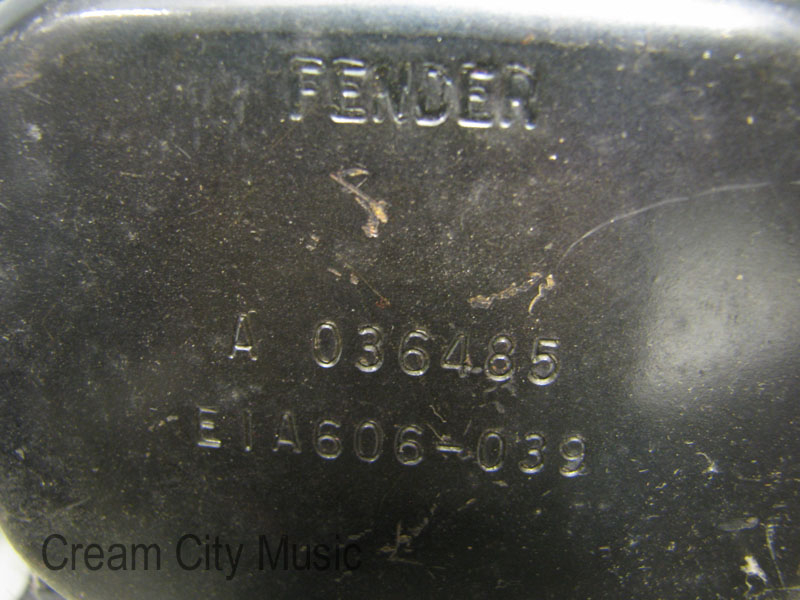 FENDER
A 036485
EIA606-039
Cream City Music